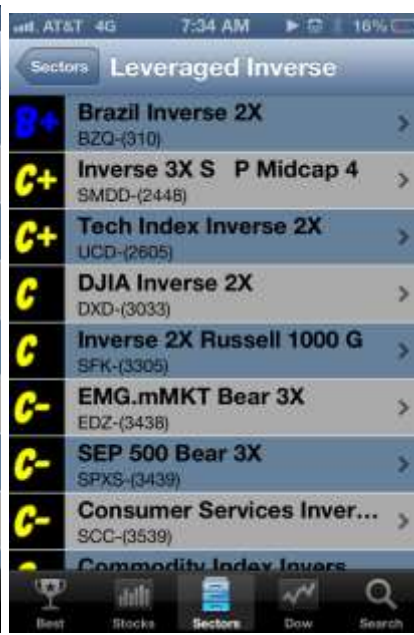 AT&T 4G 7:34 AM 16%
Sectors Leveraged Inverse
B+ Brazil Inverse 2X
BZQ-(310)
C+ Inverse 3X S P Midcap 4
SMDD-(2448)
C+ Tech Index Inverse 2X
UCD-(2605)
C DJIA Inverse 2X
DXD-(3033)
C Inverse 2X Russell 1000 G
SFK-(3305)
C- EMG.mMKT Bear 3X
EDZ-(3438)
C- SEP 500 Bear 3X
SPXS-(3439)
C- Consumer Services Inver...
SCC-(3539)
Commodity Index Invers
Best Stocks Sectors Dow Search